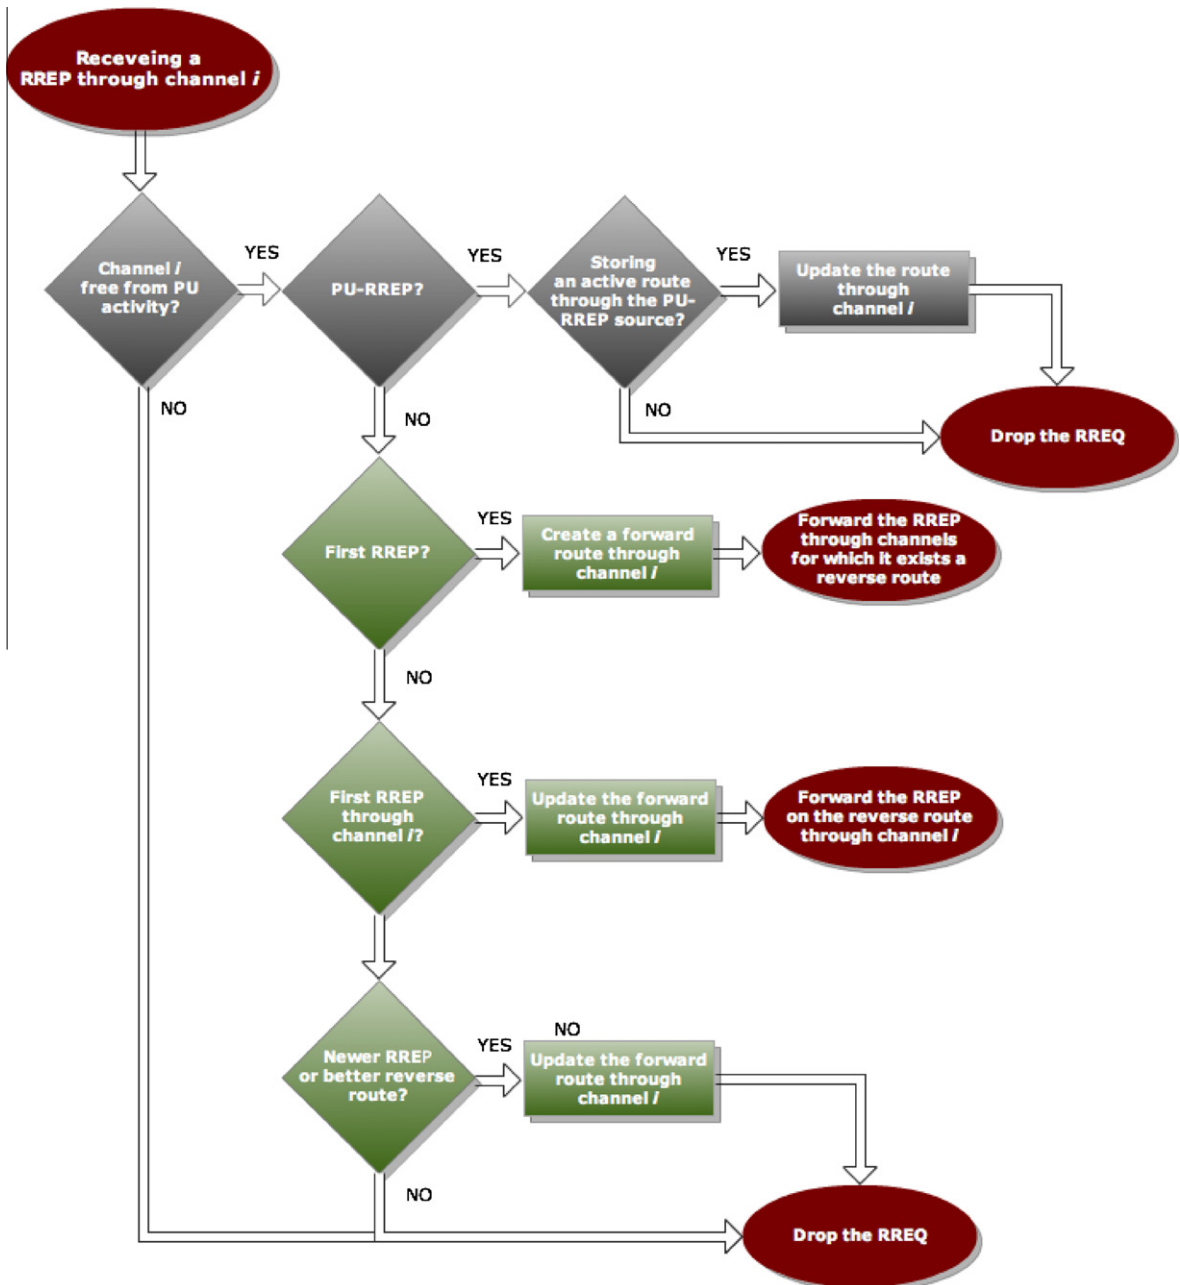 Receveing a
RREP through channel i
Channel i
free from PU
activity?
YES
NO
PU-RREP?
YES
NO
Storing
an active route
through the PU-
RREP source?
YES
NO
Update the route
through
channel i
Drop the RREQ
First RREP?
YES
NO
Create a forward
route through
channel i
Forward the RREP
through channels
for which it exists a
reverse route
First RREP
through
channel i?
YES
Update the forward
route through
channel i
Forward the RREP
on the reverse route
through channel i
Newer RREP
or better reverse
route?
YES
NO
NO
Update the forward
route through
channel i
Drop the RREQ